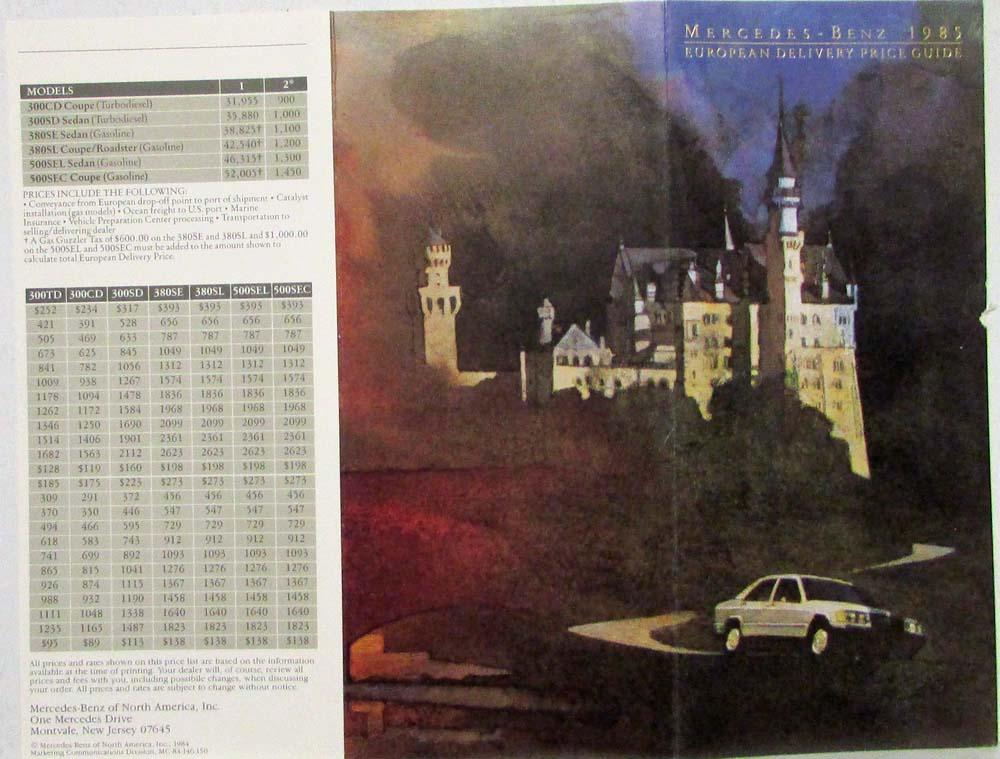 MODELS 1 2*
300CD Coupe (Turbodiesel) 31,955 900
300SD Sedan (Turbodiesel) 35,880 1,000
380SE Sedan (Gasoline) 38,825† 1,100
380SL Coupe/Roadster (Gasoline) 42,540† 1,200
500SEL Sedan (Gasoline) 46,315† 1,300
500SEC Coupe (Gasoline) 52,005† 1,450
PRICES INCLUDE THE FOLLOWING:
• Conveyance from European drop-off point to port of shipment • Catalyst
installation (gas models) • Ocean freight to U.S. port • Marine
Insurance • Vehicle Preparation Center processing • Transportation to
selling/delivering dealer
† A Gas Guzzler Tax of $600.00 on the 380SE and 380SL and $1,000.00
on the 500SEL and 500SEC must be added to the amount shown to
calculate total European Delivery Price.
300TD 300CD 300SD 380SE 380SL 500SEL 500SEC
$252 $234 $317 $393 $393 $393 $393
421 391 528 656 656 656 656
505 469 633 787 787 787 787
673 625 845 1049 1049 1049 1049
841 782 1056 1312 1312 1312 1312
1009 938 1267 1574 1574 1574 1574
1178 1094 1478 1836 1836 1836 1836
1262 1172 1584 1968 1968 1968 1968
1346 1250 1690 2099 2099 2099 2099
1514 1406 1901 2361 2361 2361 2361
1682 1563 2112 2623 2623 2623 2623
$128 $119 $160 $198 $198 $198 $198
$185 $175 $223 $273 $273 $273 $273
309 291 372 456 456 456 456
370 350 446 547 547 547 547
494 466 595 729 729 729 729
618 583 743 912 912 912 912
741 699 892 1093 1093 1093 1093
865 815 1041 1276 1276 1276 1276
926 874 1115 1367 1367 1367 1367
988 932 1190 1458 1458 1458 1458
1111 1048 1338 1640 1640 1640 1640
1235 1165 1487 1823 1823 1823 1823
$95 $89 $113 $138 $138 $138 $138
All prices and rates shown on this price list are based on the information
available at the time of printing. Your dealer will, of course, review all
prices and fees with you, including possibile changes, when discussing
your order. All prices and rates are subject to change without notice.
Mercedes-Benz of North America, Inc.
One Mercedes Drive
Montvale, New Jersey 07645
© Mercedes-Benz of North America, Inc., 1984
Marketing Communications Division, MC-84-146-150
MERCEDES-BENZ 1985
EUROPEAN DELIVERY PRICE GUIDE